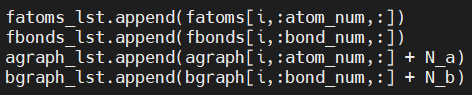 fatoms_lst.append(fatoms[i,:atom_num,:])
fbonds_lst.append(fbonds[i,:bond_num,:])
agraph_lst.append(agraph[i,:atom_num,:] + N_a)
bgraph_lst.append(bgraph[i,:bond_num,:] + N_b)